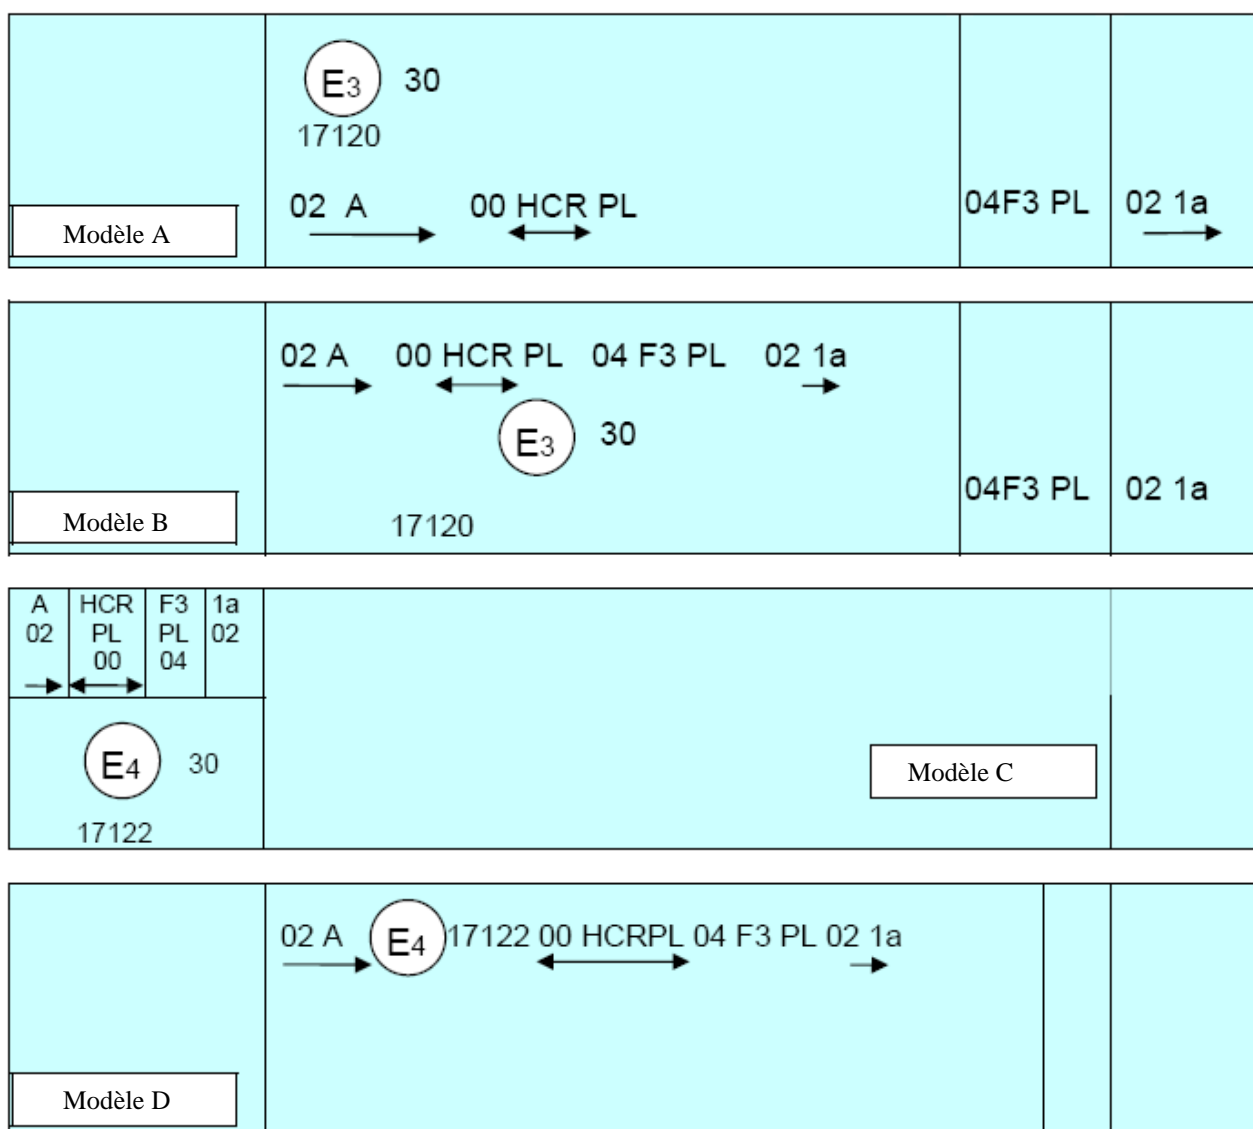 E3 30
17120
02 A 00 HCR PL 04F3 PL 02 1a
Modèle A
02 A 00 HCR PL 04 F3 PL 02 1a
E3 30
04F3 PL 02 1a
Modèle B
17120
A HCR F3 1a
02 PL PL 02
00 04
E4 30
Modèle C
17122
02 A E4 17122 00 HCRPL 04 F3 PL 02 1a
Modèle D